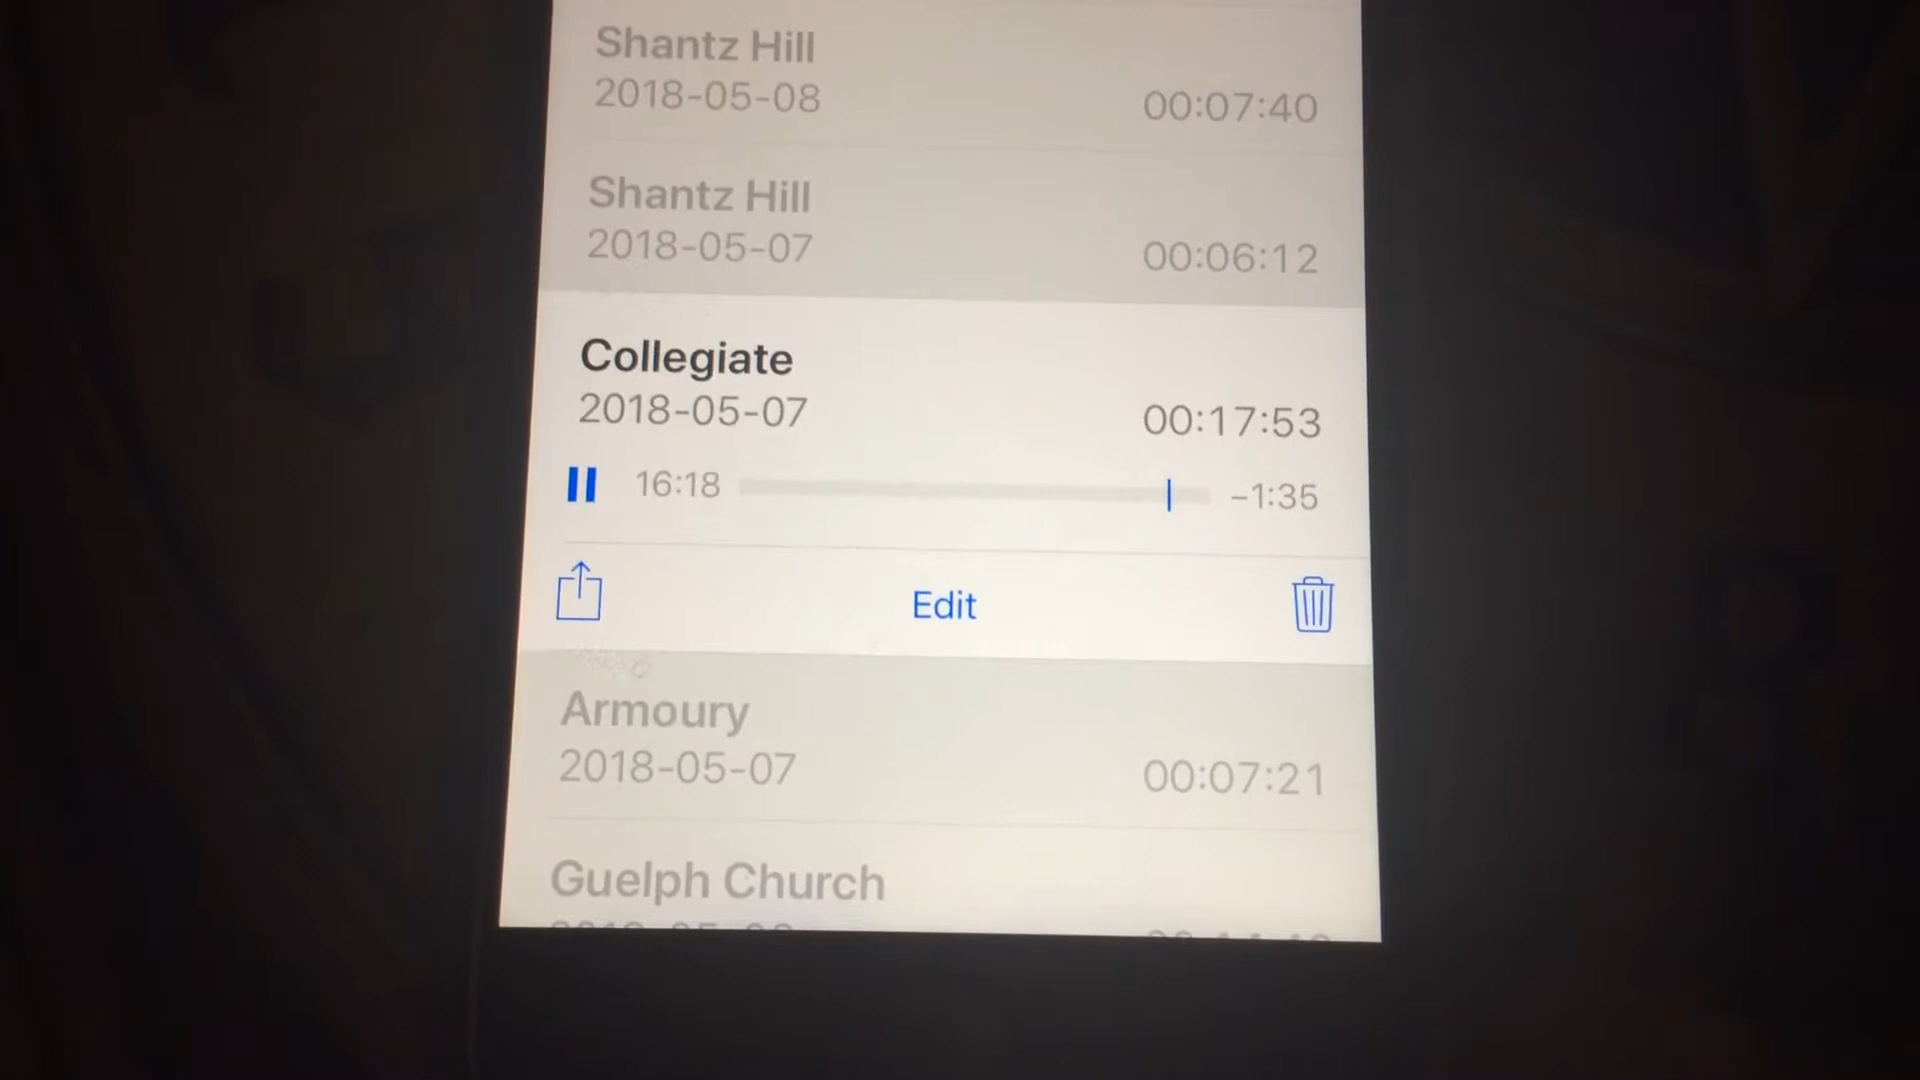 Shantz Hill
2018-05-08 00:07:40
Shantz Hill
2018-05-07 00:06:12
Collegiate
2018-05-07 00:17:53
16:18 -1:35
Edit
Armoury
2018-05-07 00:07:21
Guelph Church